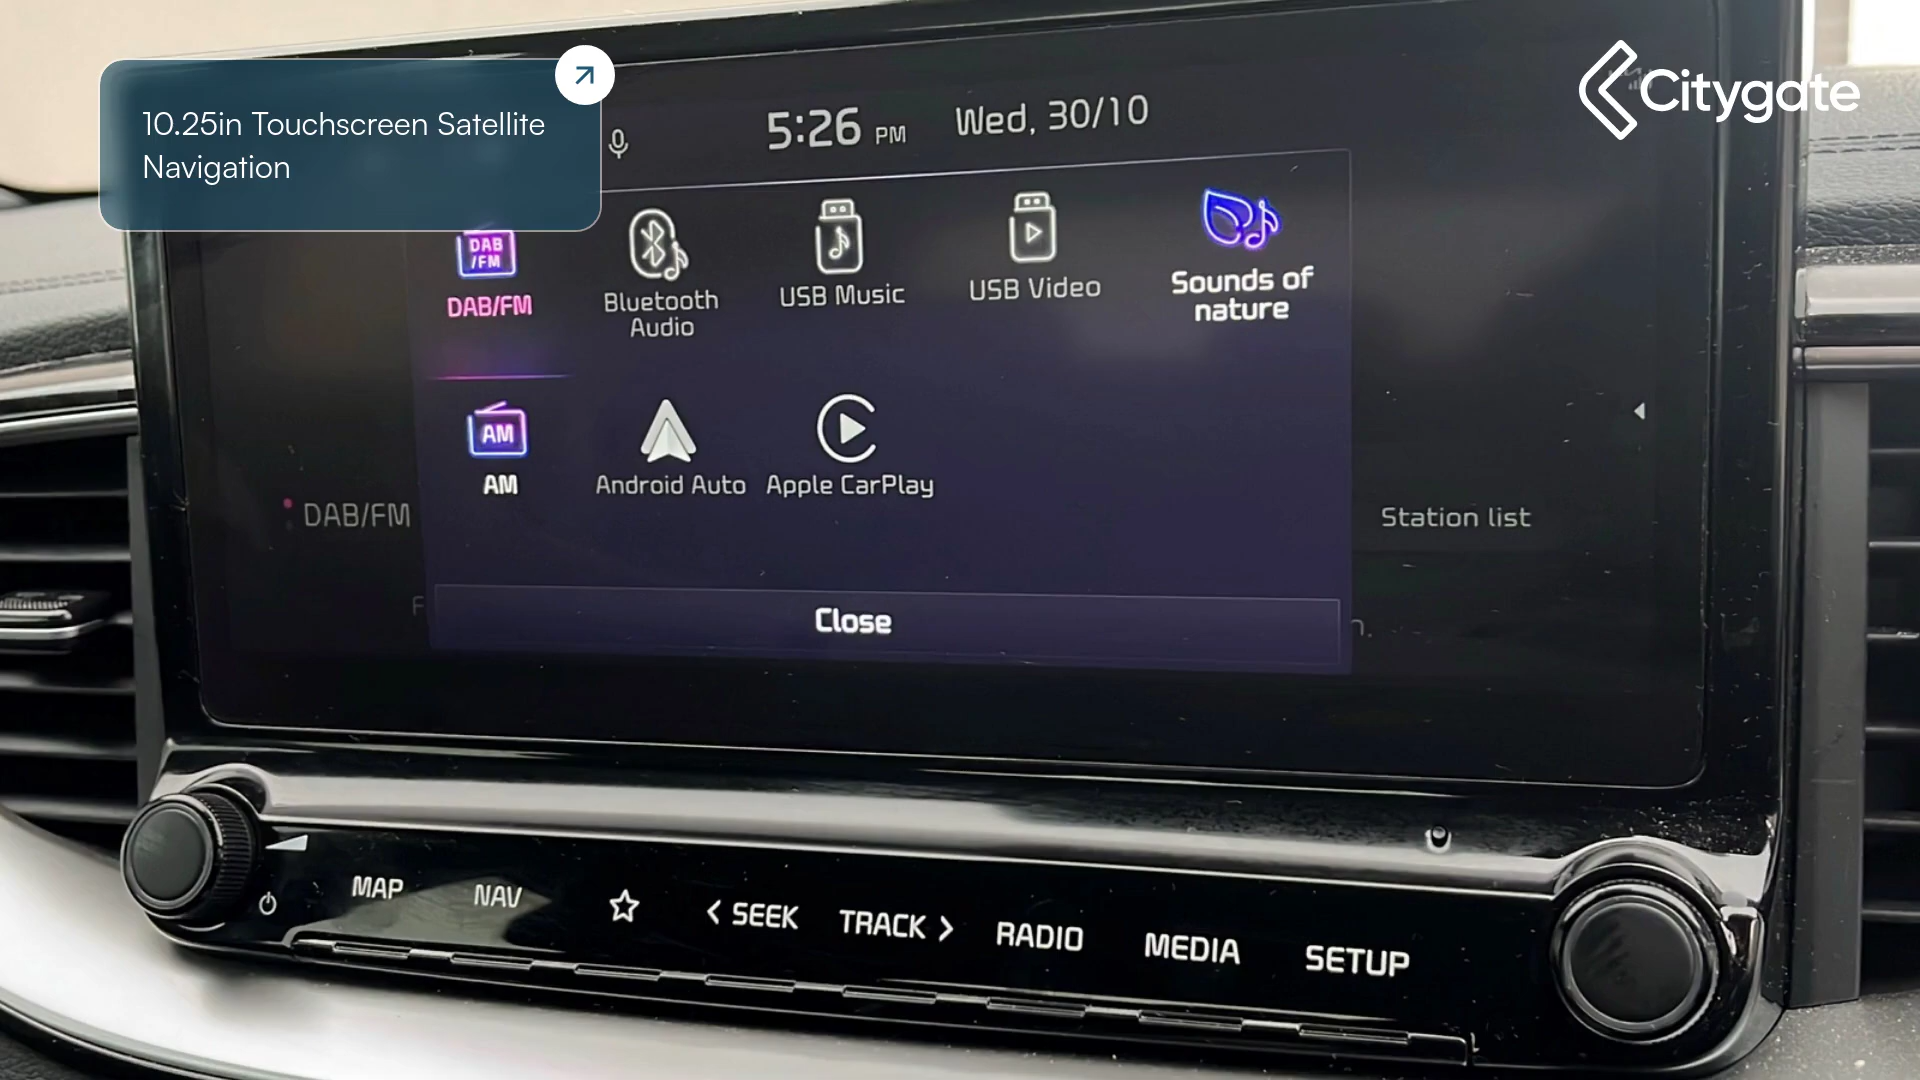 10.25in Touchscreen Satellite
Navigation
Citygate
5:26 PM Wed, 30/10
DAB
/FM
DAB/FM
Bluetooth
Audio
USB Music
USB Video
Sounds of
nature
AM
AM
Android Auto
Apple CarPlay
DAB/FM
Station list
Close
MAP
NAV
< SEEK
TRACK >
RADIO
MEDIA
SETUP